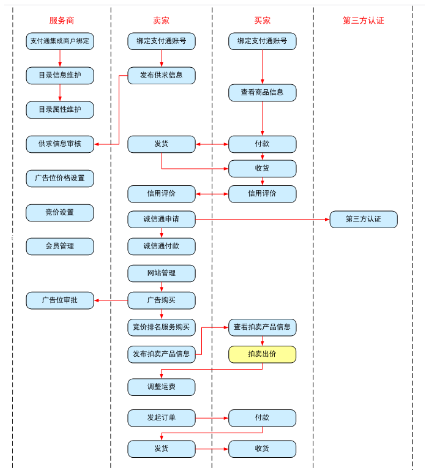 服务商 卖家 买家 第三方认证
支付通集成商户绑定 绑定支付通账号 绑定支付通账号
目录信息维护 发布供求信息
查看商品信息
目录属性维护
供求信息审核 发货 付款
收货
广告位价格设置
信用评价 信用评价
竞价设置 诚信通申请 第三方认证
会员管理 诚信通付款
网站管理
广告位审批 广告购买
竞价排名服务购买 查看拍卖产品信息
发布拍卖产品信息 拍卖出价
调整运费
发起订单 付款
发货 收货